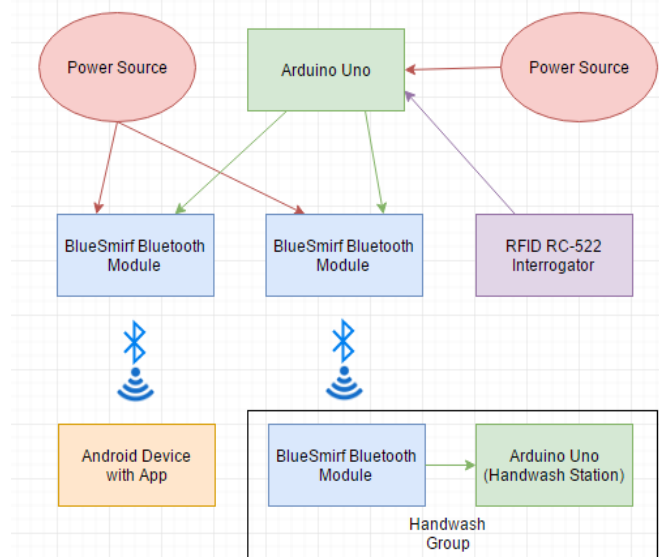 Power Source
Arduino Uno
Power Source
BlueSmirf Bluetooth
Module
BlueSmirf Bluetooth
Module
RFID RC-522
Interrogator
Android Device
with App
BlueSmirf Bluetooth
Module
Arduino Uno
(Handwash Station)
Handwash
Group